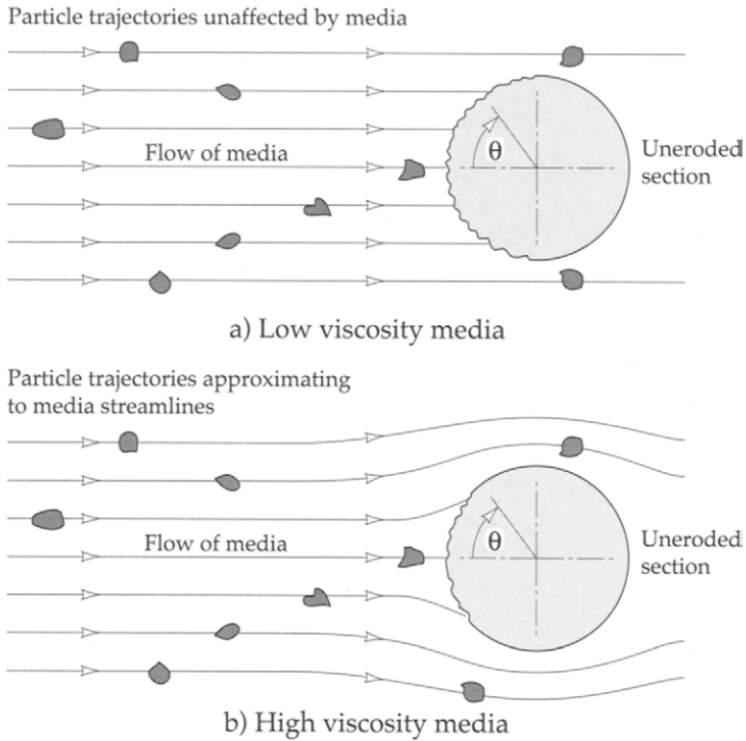 Particle trajectories unaffected by media
Flow of media
θ
Uneroded
section
a) Low viscosity media
Particle trajectories approximating
to media streamlines
Flow of media
θ
Uneroded
section
b) High viscosity media